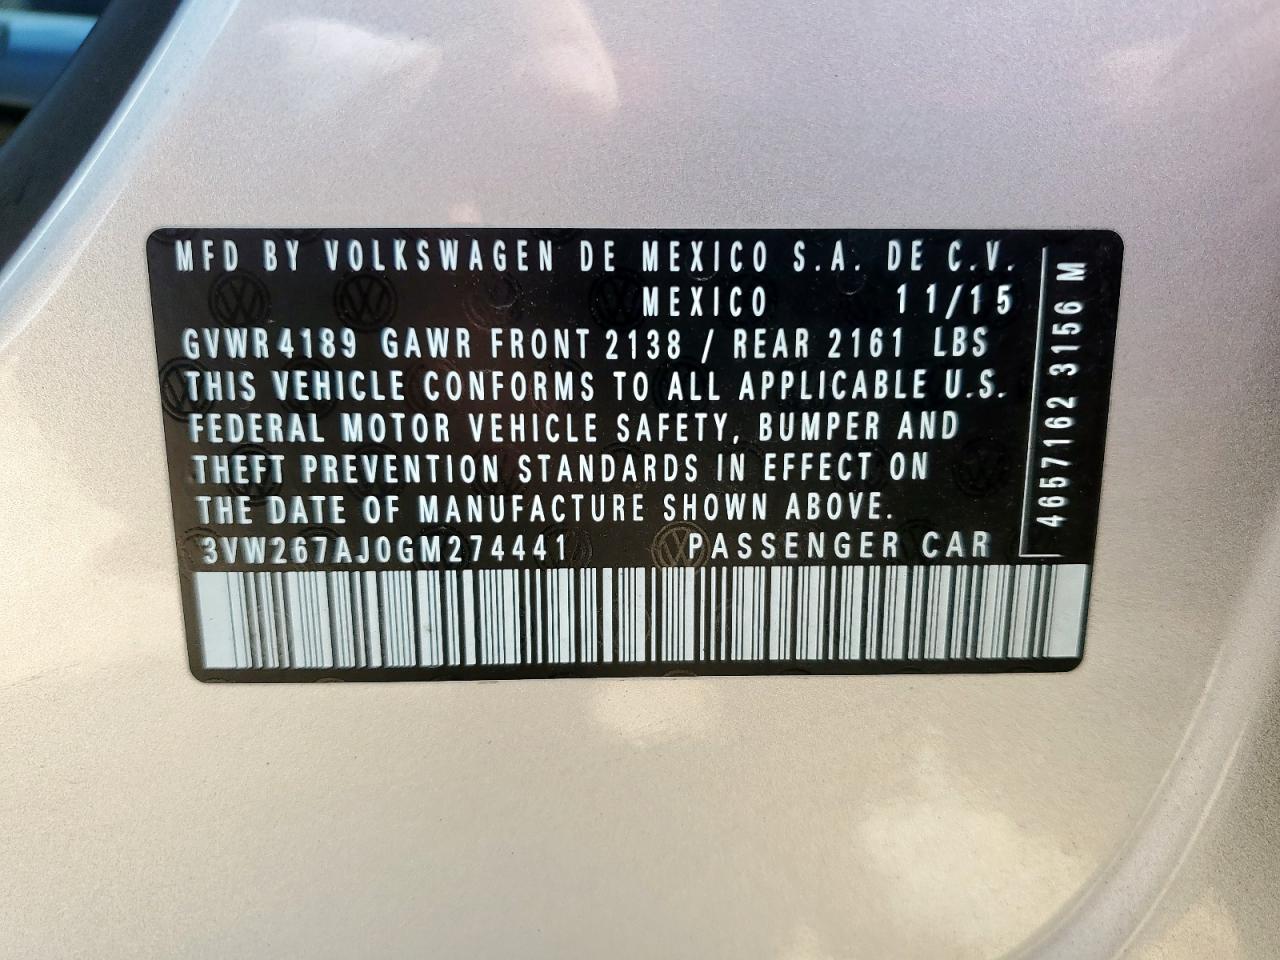 MFD BY VOLKSWAGEN DE MEXICO S.A. DE C.V.
MEXICO 11/15
GVWR 4189 GAWR FRONT 2138 / REAR 2161 LBS
THIS VEHICLE CONFORMS TO ALL APPLICABLE U.S.
FEDERAL MOTOR VEHICLE SAFETY, BUMPER AND
THEFT PREVENTION STANDARDS IN EFFECT ON
THE DATE OF MANUFACTURE SHOWN ABOVE.
3VW267AJ0GM274441 PASSENGER CAR
4657162 3156 M